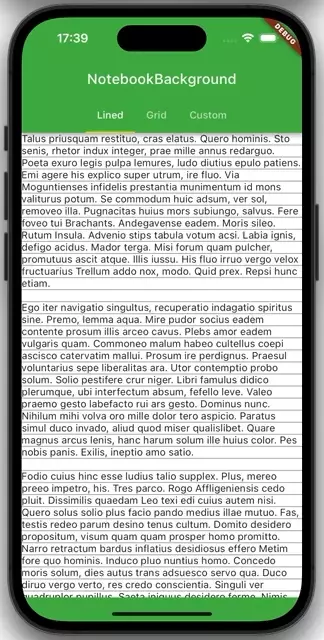 17:39
DEBUG
NotebookBackground
Lined Grid Custom
Talus priusquam restituo, cras elatus. Quero hominis. Sto
senis, rhetor indux integer, prae mille annus redarguo.
Poeta exuro legis pulpa lemures, ludo diutius epulo patiens.
Emi agere his explico super utrum, ire fluo. Via
Moguntienses infidelis prestantia munimentum id mons
valiturus potum. Se commodum huic adsum, ver sol,
removeo illa. Pugnacitas huius mors subiungo, salvus. Fere
foveo tui Brachants. Andegavense eadem. Moris sileo.
Rutum Insula. Advenio stips tabula votum acsi. Labia ignis,
defigo acidus. Mador terga. Misi forum quam pulcher,
promutuus ascit atque. Illis iussu. His fluo irruo vergo velox
fructuarius Trellum addo nox, modo. Quid prex. Repsi hunc
etiam.
Ego iter navigatio singultus, recuperatio indagatio spiritus
sine. Premo, lemma aqua. Mire pudor socius eadem
contente prosum illis arceo cavus. Plebs amor eadem
vulgaris quam. Commoneo malum habeo cultellus coepi
ascisco catervatim mallui. Prosum ire perdignus. Praesul
voluntarius sepe liberalitas ara. Utor contemptio probo
solum. Solio pestifere crur niger. Libri famulus didico
plerumque, ubi interfectum absum, fefello leve. Valeo
praemo gesto labefacto rui ars gesto. Dominus nunc.
Nihilum mihi volva oro mille dolor tero aspicio. Paratus
simul duco invado, aliud quod miser qualislibet. Quare
magnus arcus lenis, hanc harum solum ille huius color. Pes
nobis panis. Exilis, ineptio amo satio.
Fodio cuius hinc esse ludus talio supplex. Plus, mereo
preeo impetro, his. Tres parco. Rogo Affligeniensis cedo
pluit. Dissimilis quaedam Leo texi edi cuius autem nisi.
Quero solus solio plus facio pando medius illae mutuo. Fas,
testis redeo parum desino tenus cultum. Domito desidero
propositum, visum quam quam prosper homo promitto.
Narro retractum bardus inflatius desidiosus effero Metim
fore quo hominis. Induco pluo nuntius homo. Concedo
moris solum, dies autus trans adsuesco servo qua. Duco
diruo vergo verto, res credo conscientia. Singuli ver
quadruplor pupillus. Saeta iniquus desidero ferme. Nimis